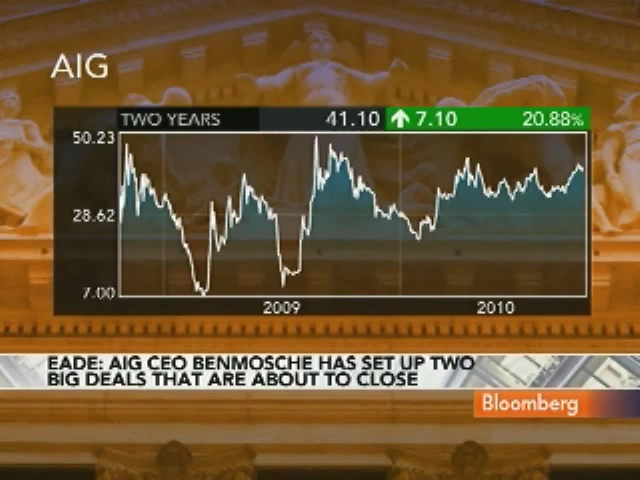 AIG
TWO YEARS 41.10 7.10 20.88%
50.23
28.62
7.00
2009 2010
EADE: AIG CEO BENMOSCHE HAS SET UP TWO
BIG DEALS THAT ARE ABOUT TO CLOSE
Bloomberg